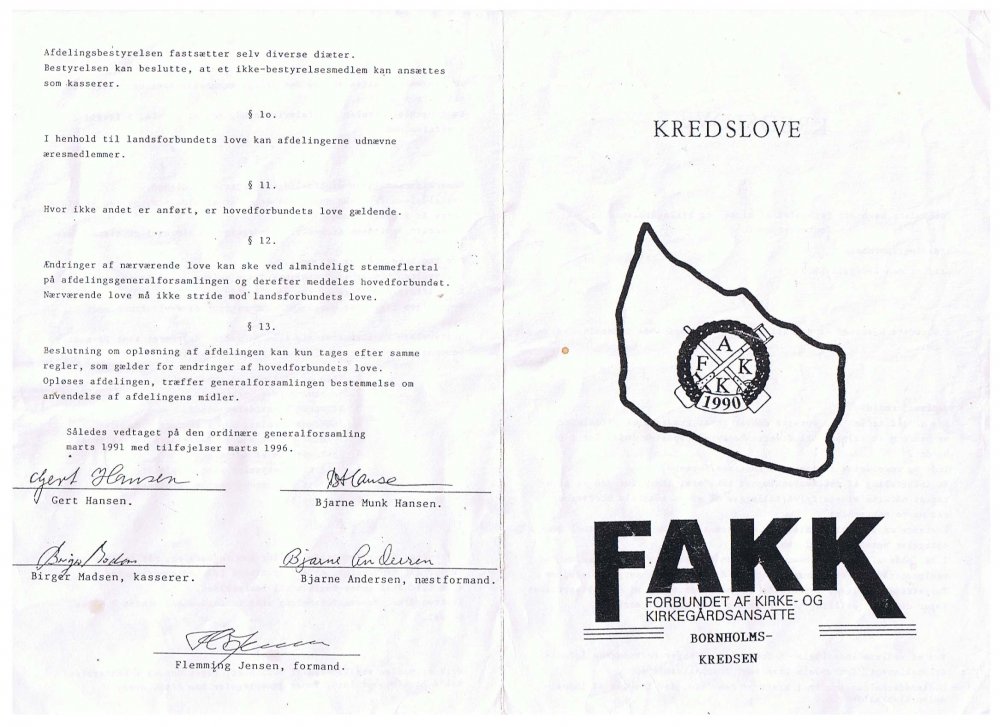 Afdelingsbestyrelsen fastsætter selv diverse diæter.
Bestyrelsen kan beslutte, at et ikke-bestyrelsesmedlem kan ansættes
som kasserer.
§ 1o.
I henhold til landsforbundets love kan afdelingerne udnævne
æresmedlemmer.
§ 11.
Hvor ikke andet er anført, er hovedforbundets love gældende.
§ 12.
Ændringer af nærværende love kan ske ved almindeligt stemmeflertal
på afdelingsgeneralforsamlingen og derefter meddeles hovedforbundet.
Nærværende love må ikke stride mod landsforbundets love.
§ 13.
Beslutning om opløsning af afdelingen kan kun tages efter samme
regler, som gælder for ændringer af hovedforbundets love.
Opløses afdelingen, træffer generalforsamlingen bestemmelse om
anvendelse af afdelingens midler.
Således vedtaget på den ordinære generalforsamling
marts 1991 med tilføjelser marts 1996.
Gert Hansen
Gert Hansen.
Bjarne Munk Hansen.
Birger Madsen, kasserer.
Bjarne Andersen
Bjarne Andersen, næstformand.
Flemming Jensen, formand.
KREDSLOVE
A
F K
K
1990
FAKK
FORBUNDET AF KIRKE- OG
KIRKEGÅRDSANSATTE
BORNHOLMS-
KREDSEN